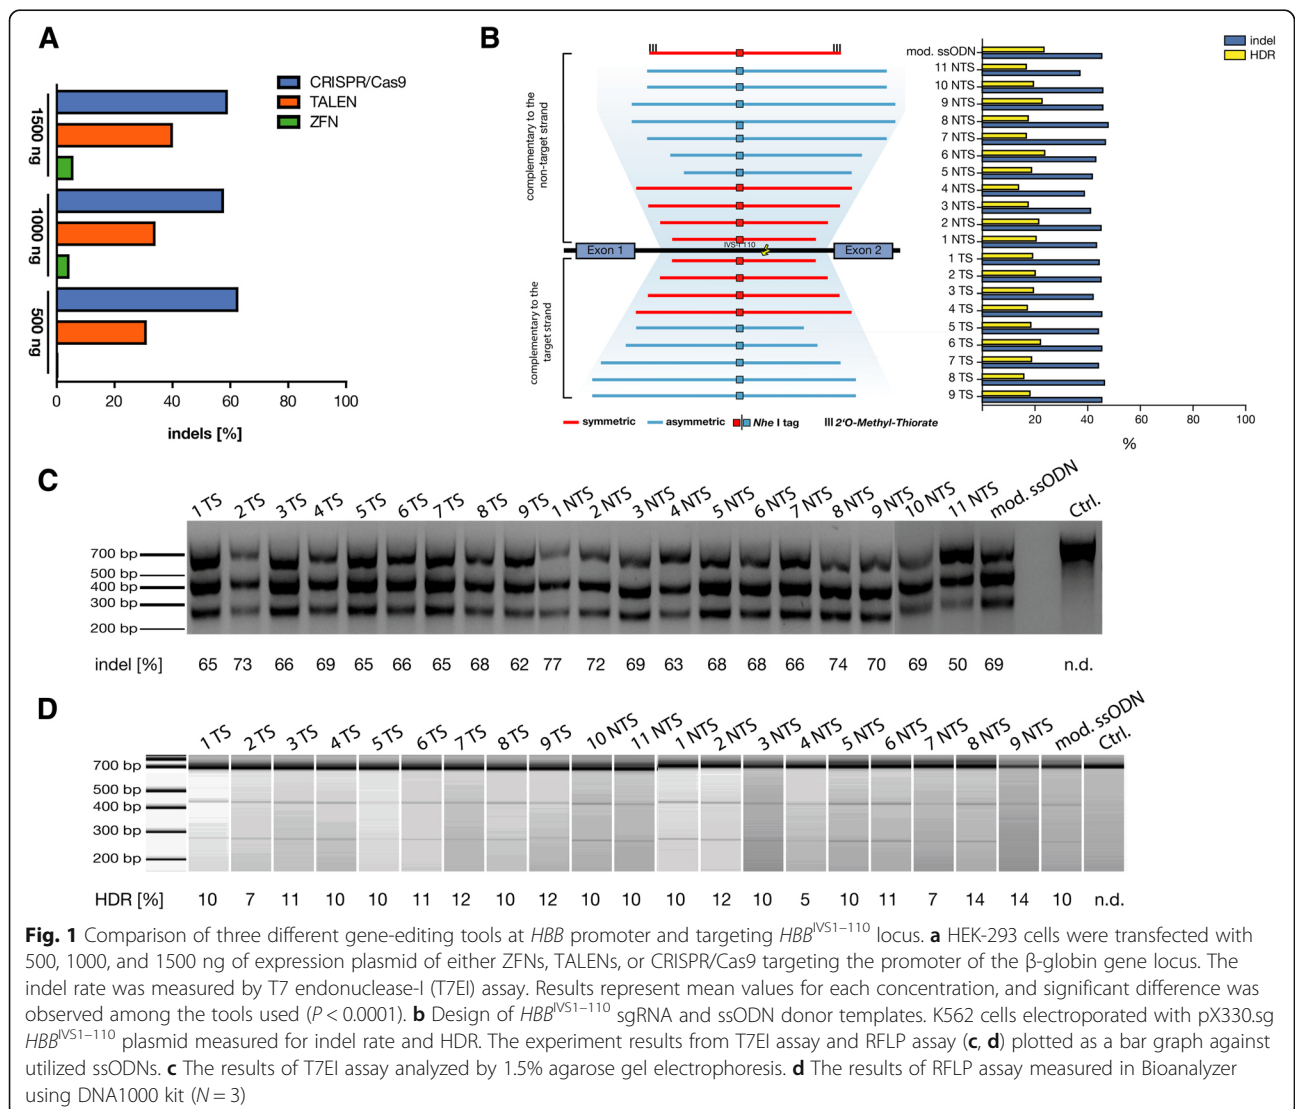 A
1500 ng
1000 ng
500 ng
CRISPR/Cas9
TALEN
ZFN
0 20 40 60 80 100
indels [%]
B
complementary to the
non-target strand
complementary to the
target strand
Exon 1
IVS-I-110
Exon 2
symmetric asymmetric Nhe I tag 2'O-Methyl-Thiorate
indel
HDR
mod. ssODN
11 NTS
10 NTS
9 NTS
8 NTS
7 NTS
6 NTS
5 NTS
4 NTS
3 NTS
2 NTS
1 NTS
1 TS
2 TS
3 TS
4 TS
5 TS
6 TS
7 TS
8 TS
9 TS
0 20 40 60 80 100
%
C
1 TS 2 TS 3 TS 4 TS 5 TS 6 TS 7 TS 8 TS 9 TS 1 NTS 2 NTS 3 NTS 4 NTS 5 NTS 6 NTS 7 NTS 8 NTS 9 NTS 10 NTS 11 NTS mod. ssODN Ctrl.
700 bp
500 bp
400 bp
300 bp
200 bp
indel [%] 65 73 66 69 65 66 65 68 62 77 72 69 63 68 68 66 74 70 69 50 69 n.d.
D
1 TS 2 TS 3 TS 4 TS 5 TS 6 TS 7 TS 8 TS 9 TS 10 NTS 11 NTS 1 NTS 2 NTS 3 NTS 4 NTS 5 NTS 6 NTS 7 NTS 8 NTS 9 NTS mod. ssODN Ctrl.
700 bp
500 bp
400 bp
300 bp
200 bp
HDR [%] 10 7 11 10 10 11 12 10 12 10 10 10 12 10 5 10 11 7 14 14 10 n.d.
Fig. 1 Comparison of three different gene-editing tools at HBB promoter and targeting HBB^IVS1–110 locus. a HEK-293 cells were transfected with
500, 1000, and 1500 ng of expression plasmid of either ZFNs, TALENs, or CRISPR/Cas9 targeting the promoter of the β-globin gene locus. The
indel rate was measured by T7 endonuclease-I (T7EI) assay. Results represent mean values for each concentration, and significant difference was
observed among the tools used (P < 0.0001). b Design of HBB^IVS1–110 sgRNA and ssODN donor templates. K562 cells electroporated with pX330.sg
HBB^IVS1–110 plasmid measured for indel rate and HDR. The experiment results from T7EI assay and RFLP assay (c, d) plotted as a bar graph against
utilized ssODNs. c The results of T7EI assay analyzed by 1.5% agarose gel electrophoresis. d The results of RFLP assay measured in Bioanalyzer
using DNA1000 kit (N = 3)